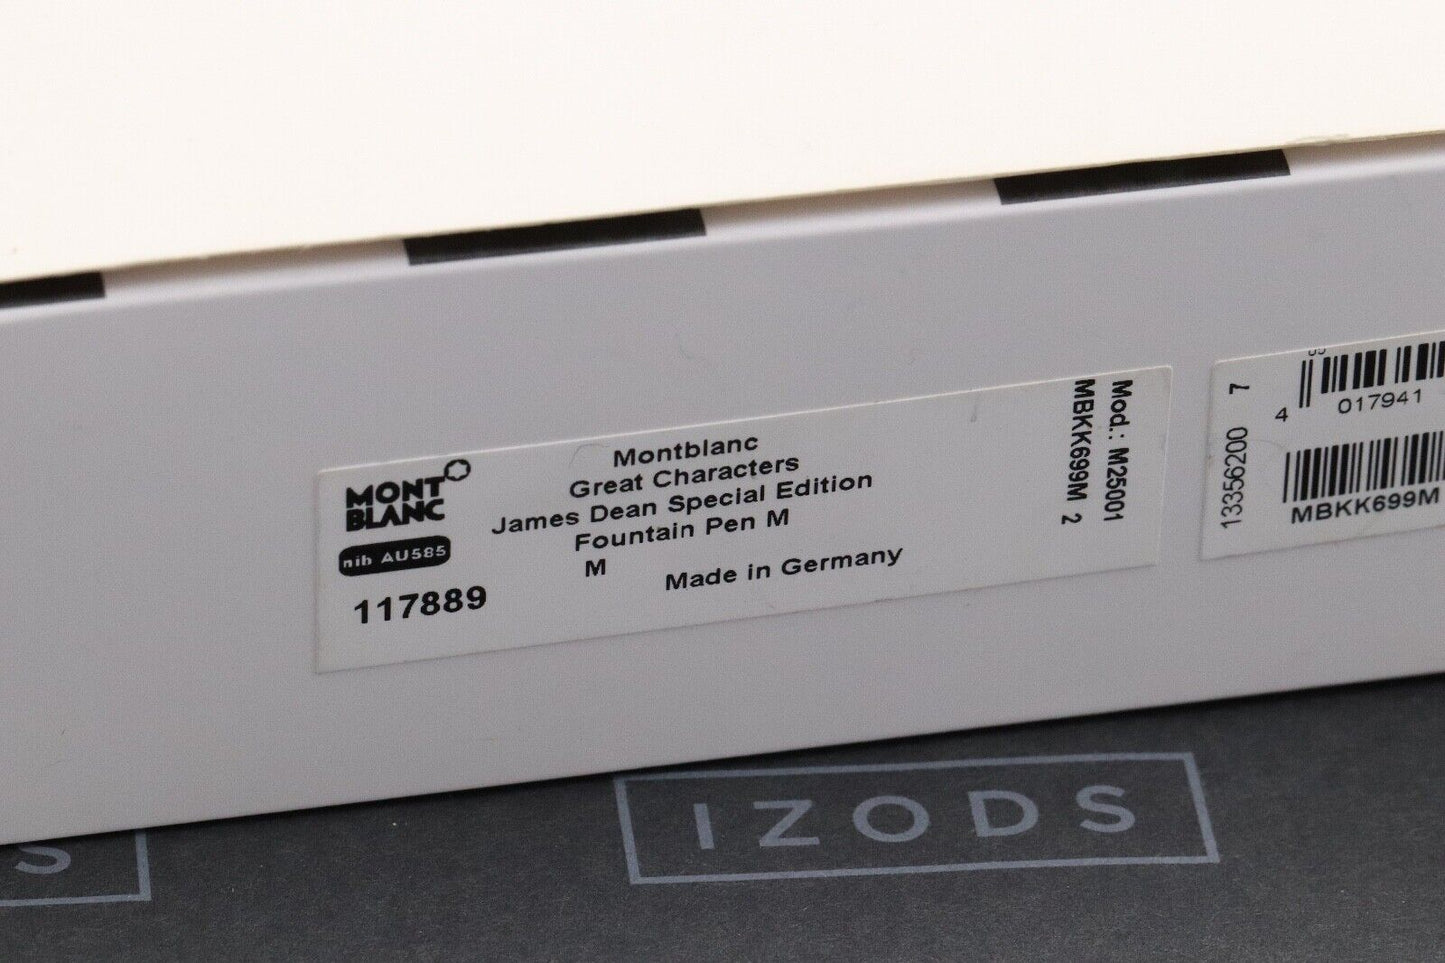 MONT
BLANC
nib AU585
117889
Montblanc
Great Characters
James Dean Special Edition
Fountain Pen M
M
Made in Germany
Mod.: M25001
MBKK699M 2
13356200 7
4 017941
MBKK699M
IZODS
S